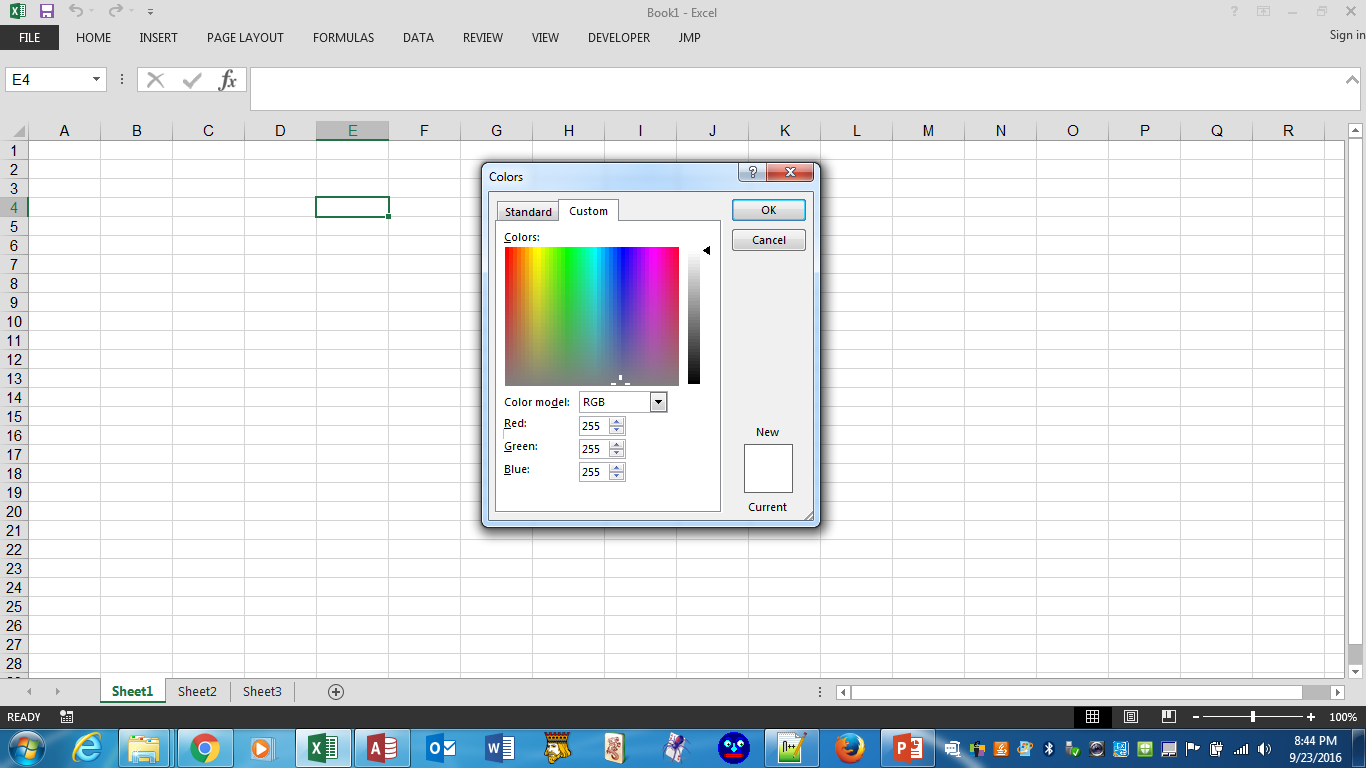 Book1 - Excel
FILE HOME INSERT PAGE LAYOUT FORMULAS DATA REVIEW VIEW DEVELOPER JMP Sign in
E4 fx
A B C D E F G H I J K L M N O P Q R
1
2
3
4
5
6
7
8
9
10
11
12
13
14
15
16
17
18
19
20
21
22
23
24
25
26
27
28
Colors
Standard Custom
OK
Cancel
Colors:
Color model: RGB
Red: 255
Green: 255
Blue: 255
New
Current
Sheet1 Sheet2 Sheet3
READY 100%
8:44 PM
9/23/2016